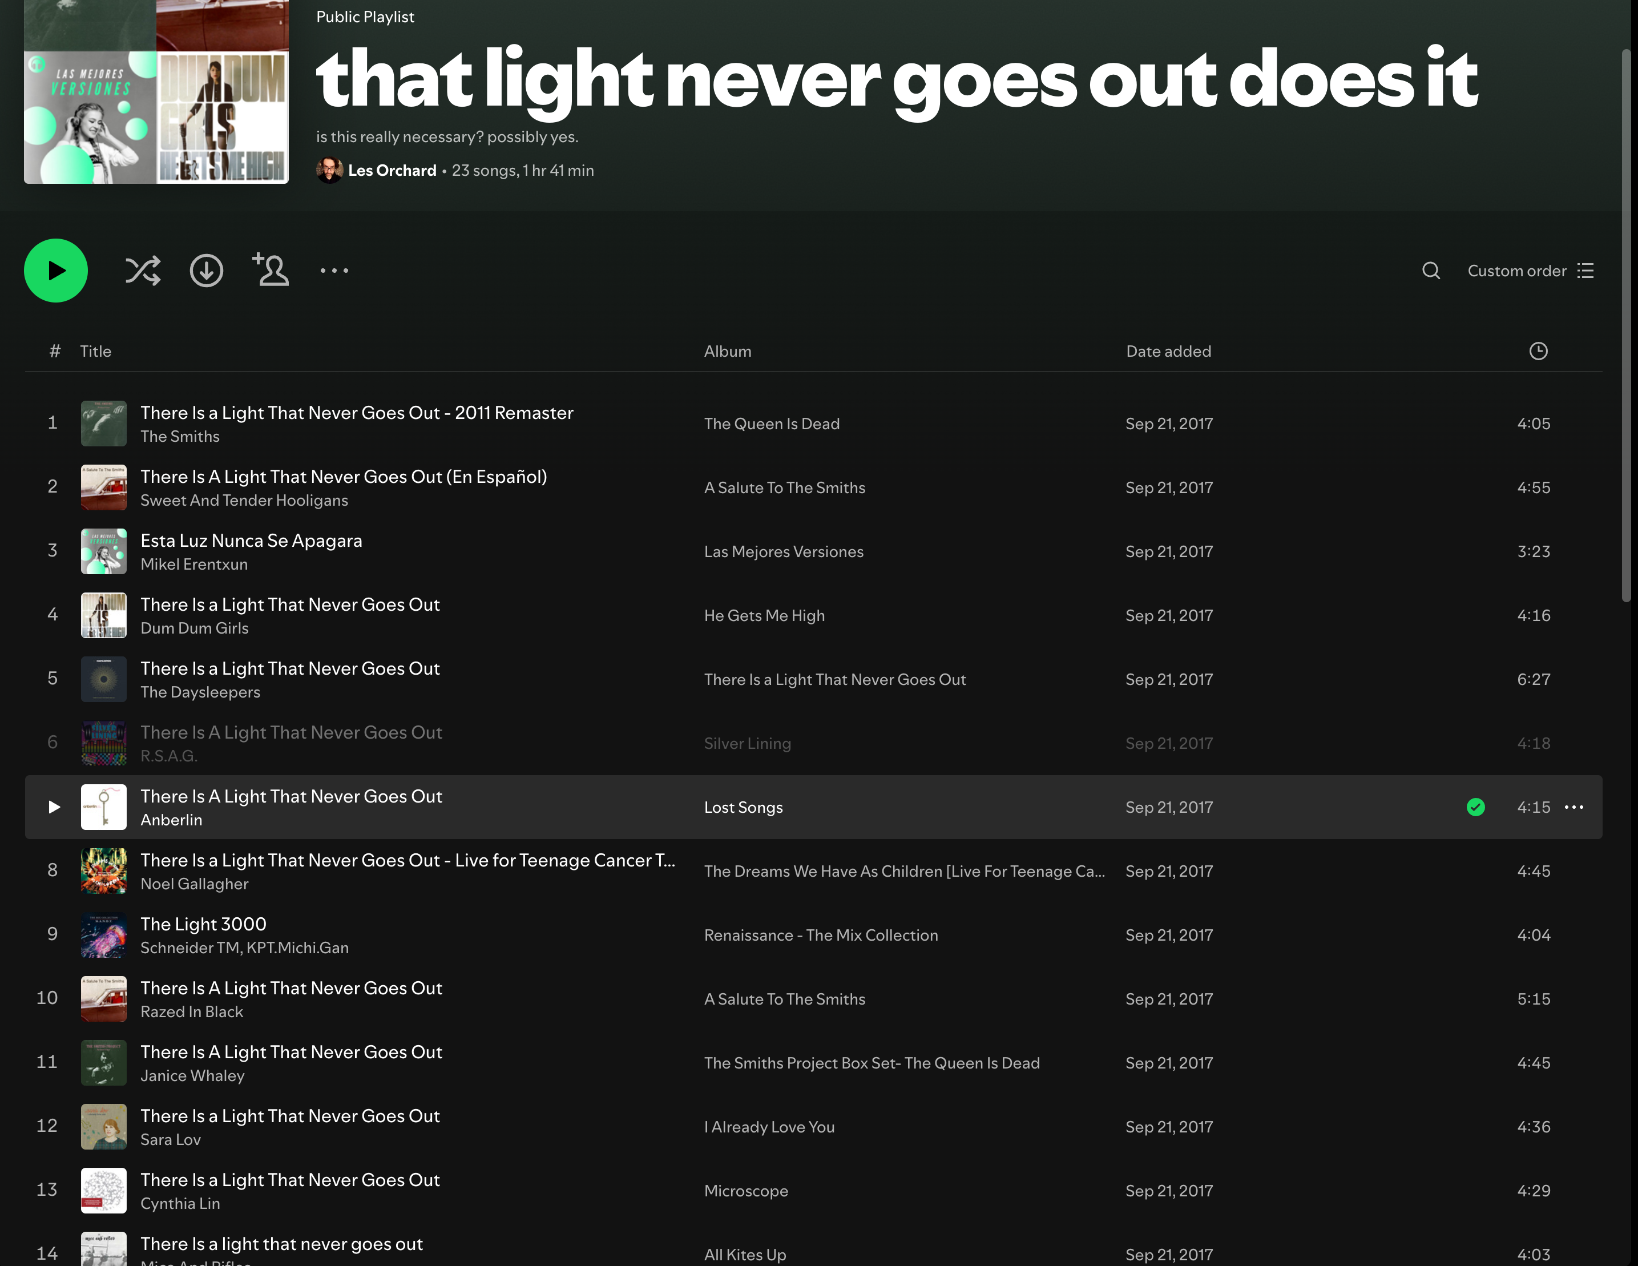 Public Playlist
that light never goes out does it
is this really necessary? possibly yes.
Les Orchard • 23 songs, 1 hr 41 min
LAS MEJORES
VERSIONES
DUM DUM
GIRLS
HE GETS ME HIGH
Custom order
# Title Album Date added
1 There Is a Light That Never Goes Out - 2011 Remaster
The Smiths
The Queen Is Dead Sep 21, 2017 4:05
2 There Is A Light That Never Goes Out (En Español)
Sweet And Tender Hooligans
A Salute To The Smiths Sep 21, 2017 4:55
3 Esta Luz Nunca Se Apagara
Mikel Erentxun
Las Mejores Versiones Sep 21, 2017 3:23
4 There Is a Light That Never Goes Out
Dum Dum Girls
He Gets Me High Sep 21, 2017 4:16
5 There Is a Light That Never Goes Out
The Daysleepers
There Is a Light That Never Goes Out Sep 21, 2017 6:27
6 There Is A Light That Never Goes Out
R.S.A.G.
Silver Lining Sep 21, 2017 4:18
There Is A Light That Never Goes Out
Anberlin
Lost Songs Sep 21, 2017 4:15
8 There Is a Light That Never Goes Out - Live for Teenage Cancer T...
Noel Gallagher
The Dreams We Have As Children [Live For Teenage Ca... Sep 21, 2017 4:45
9 The Light 3000
Schneider TM, KPT.Michi.Gan
Renaissance - The Mix Collection Sep 21, 2017 4:04
10 There Is A Light That Never Goes Out
Razed In Black
A Salute To The Smiths Sep 21, 2017 5:15
11 There Is A Light That Never Goes Out
Janice Whaley
The Smiths Project Box Set- The Queen Is Dead Sep 21, 2017 4:45
12 There Is a Light That Never Goes Out
Sara Lov
I Already Love You Sep 21, 2017 4:36
13 There Is a Light That Never Goes Out
Cynthia Lin
Microscope Sep 21, 2017 4:29
14 There Is a light that never goes out
All Kites Up Sep 21, 2017 4:03